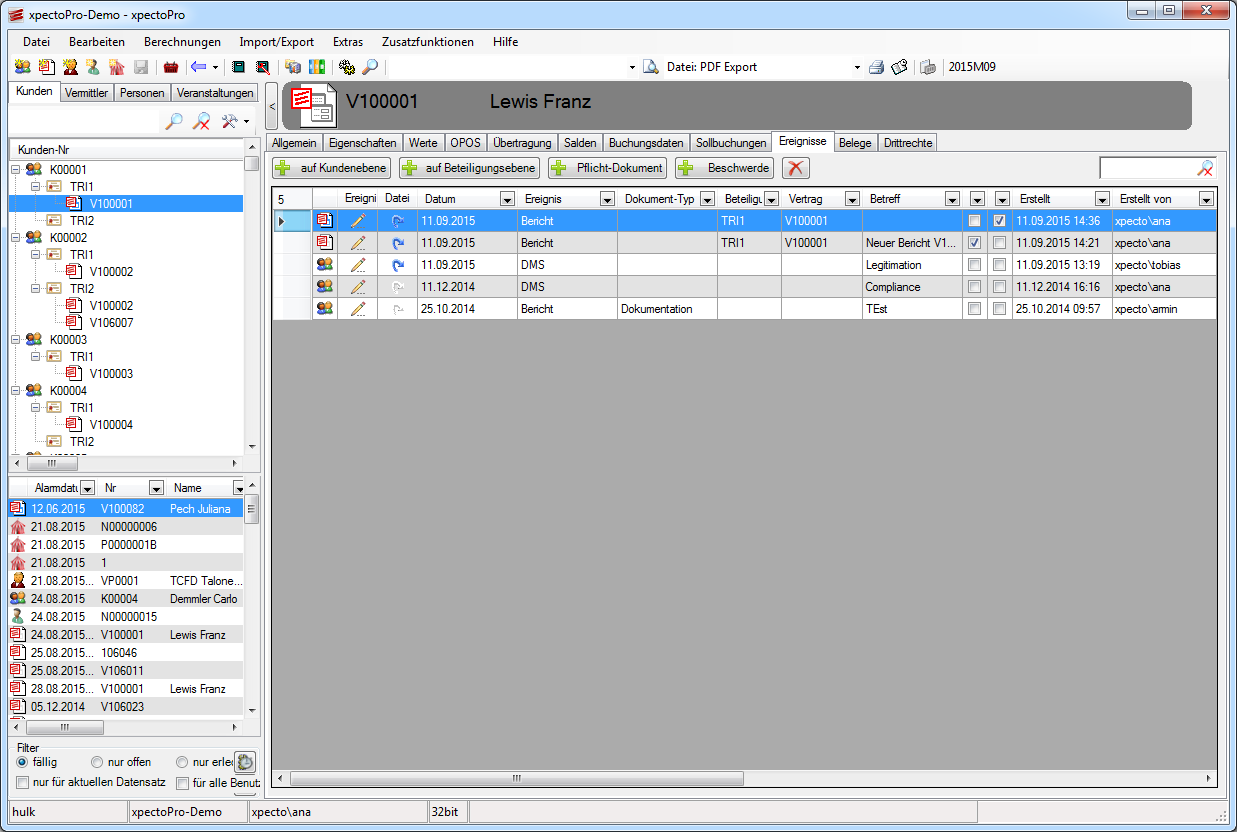 xpectoPro-Demo - xpectoPro
Datei Bearbeiten Berechnungen Import/Export Extras Zusatzfunktionen Hilfe
Datei: PDF Export 2015M09
Kunden Vermittler Personen Veranstaltungen
Kunden-Nr
K00001
TRI1
V100001
TRI2
K00002
TRI1
V100002
TRI2
V100002
V106007
K00003
TRI1
V100003
K00004
TRI1
V100004
TRI2
Alarmdatu Nr Name
12.06.2015 V100082 Pech Juliana
21.08.2015 N00000006
21.08.2015 P0000001B
21.08.2015 1
21.08.2015... VP0001 TCFD Talone...
24.08.2015 K00004 Demmler Carlo
24.08.2015 N00000015
24.08.2015... V100001 Lewis Franz
25.08.2015... 106046
25.08.2015... V106011
28.08.2015... V100001 Lewis Franz
05.12.2014 V106023
Filter
fällig nur offen nur erlec
nur für aktuellen Datensatz für alle Benutz
< V100001 Lewis Franz
Allgemein Eigenschaften Werte OPOS Übertragung Salden Buchungsdaten Sollbuchungen Ereignisse Belege Drittrechte
auf Kundenebene auf Beteiligungsebene Pflicht-Dokument Beschwerde
5 Ereigni Datei Datum Ereignis Dokument-Typ Beteiligu Vertrag Betreff Erstellt Erstellt von
11.09.2015 Bericht TRI1 V100001 11.09.2015 14:36 xpecto\ana
11.09.2015 Bericht TRI1 V100001 Neuer Bericht V1... 11.09.2015 14:21 xpecto\ana
11.09.2015 DMS Legitimation 11.09.2015 13:19 xpecto\tobias
11.12.2014 DMS Compliance 11.12.2014 16:16 xpecto\ana
25.10.2014 Bericht Dokumentation TEst 25.10.2014 09:57 xpecto\armin
hulk xpectoPro-Demo xpecto\ana 32bit